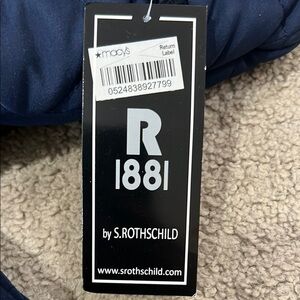 ★macy's
Return
Label
0524838927799
R
1881
by S.ROTHSCHILD
www.srothschild.com